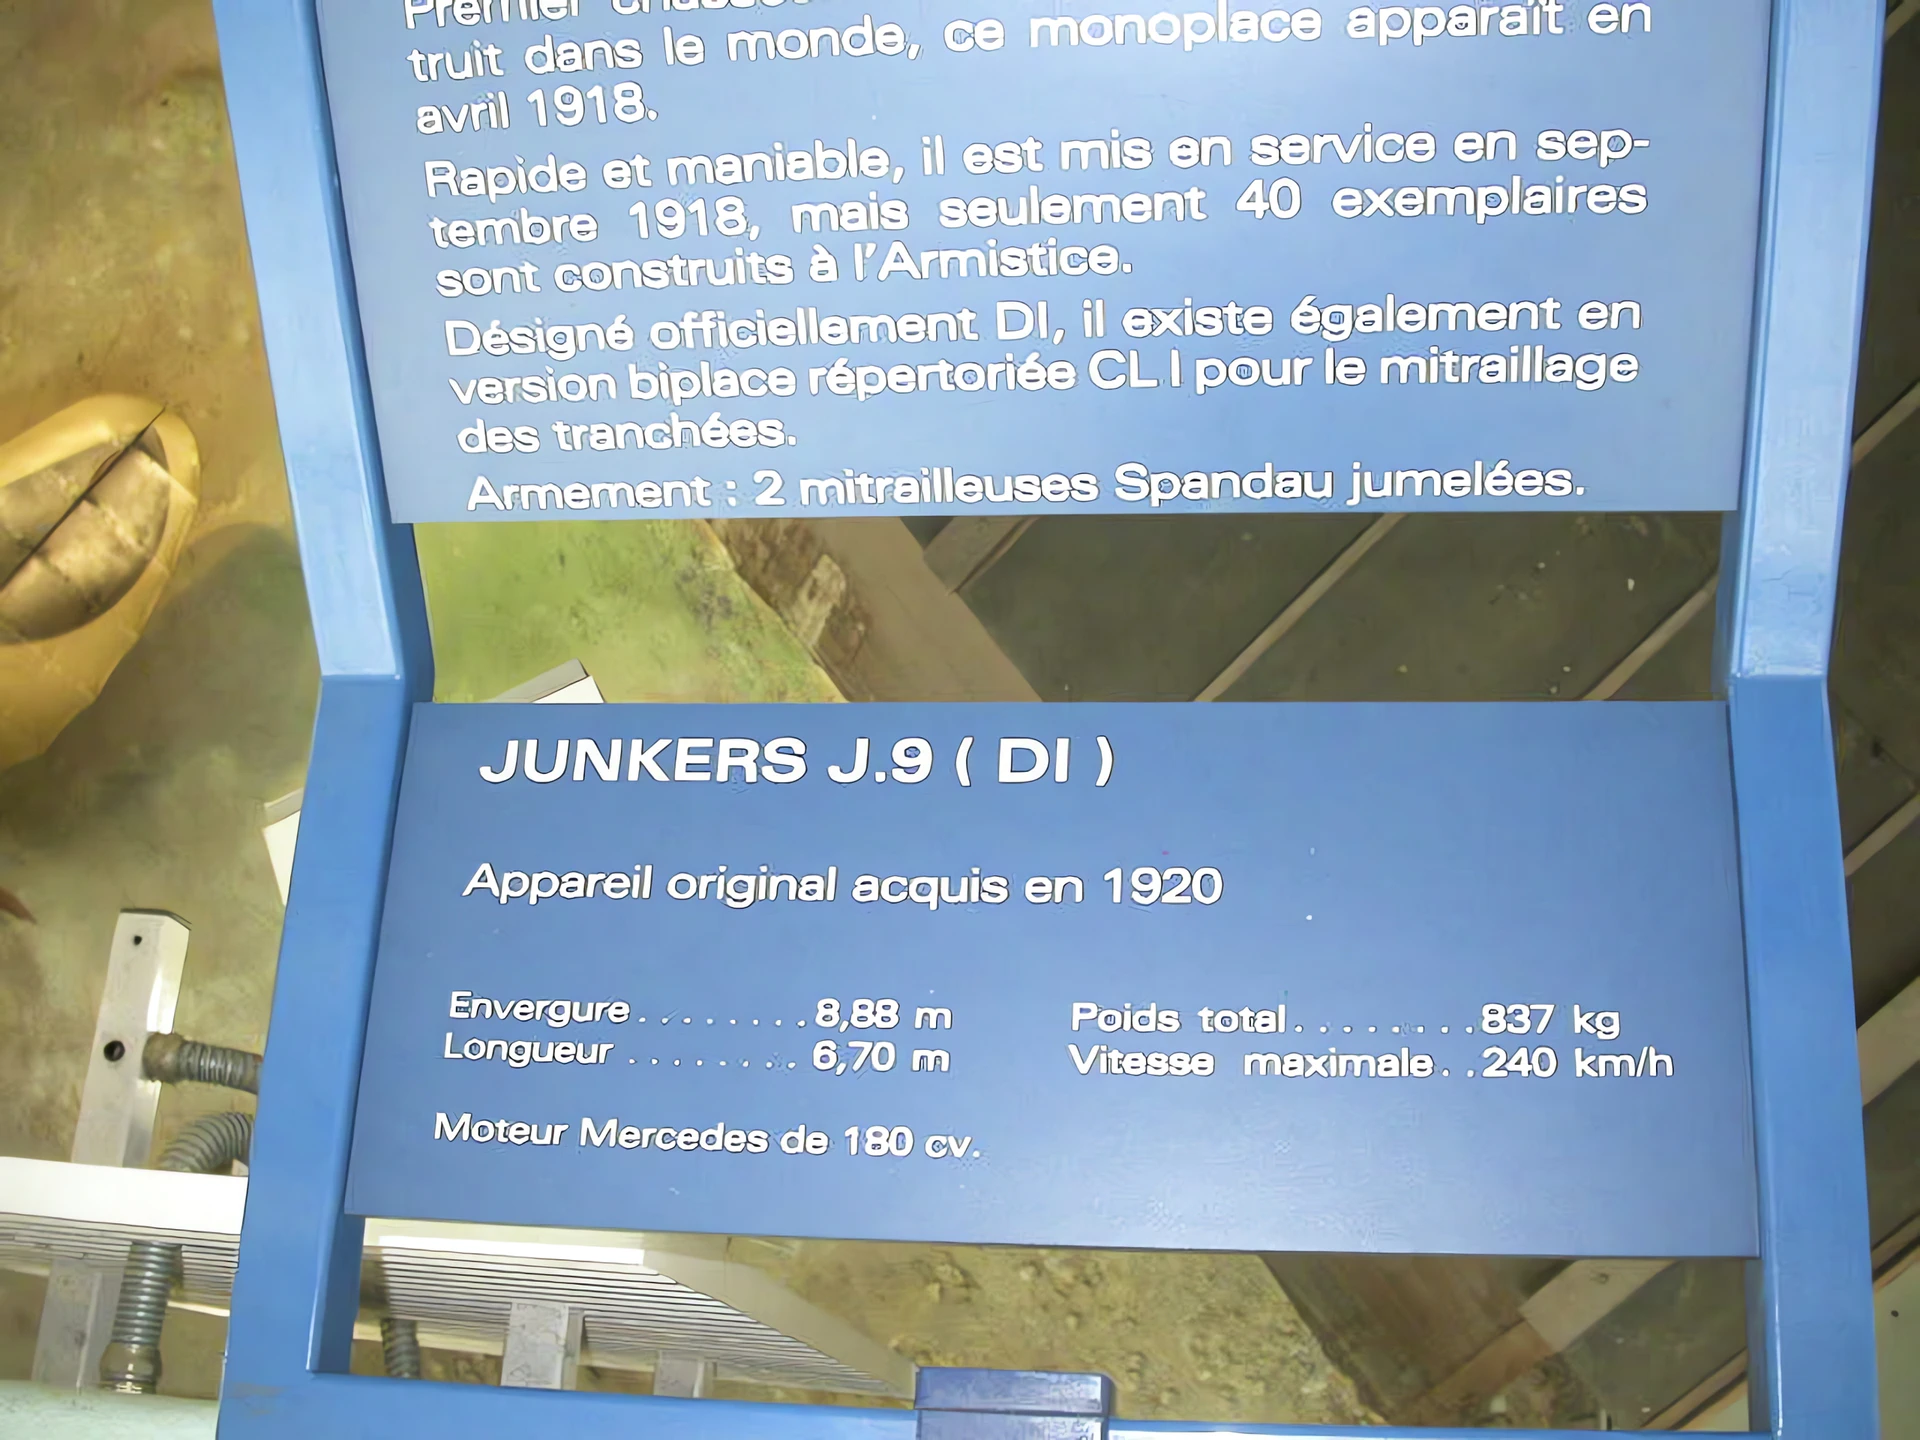 Premier
truit dans le monde, ce monoplace apparaît en
avril 1918.
Rapide et maniable, il est mis en service en sep-
tembre 1918, mais seulement 40 exemplaires
sont construits à l'Armistice.
Désigné officiellement DI, il existe également en
version biplace répertoriée CL I pour le mitraillage
des tranchées.
Armement : 2 mitrailleuses Spandau jumelées.
JUNKERS J.9 ( DI )
Appareil original acquis en 1920
Envergure ........ 8,88 m
Longueur ........ 6,70 m
Poids total ........ 837 kg
Vitesse maximale .. 240 km/h
Moteur Mercedes de 180 cv.